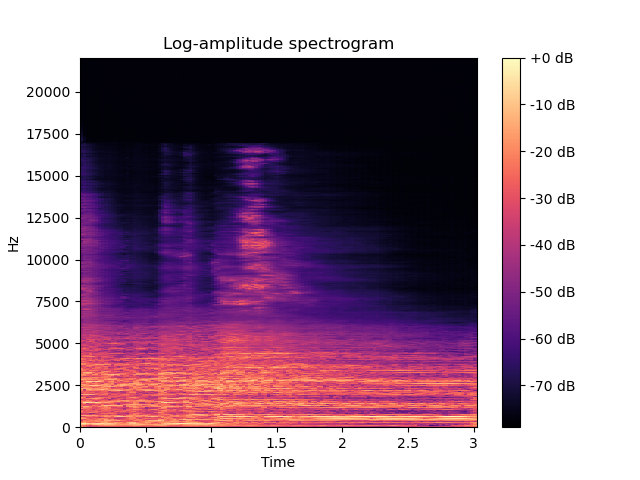 Log-amplitude spectrogram
Hz
20000
17500
15000
12500
10000
7500
5000
2500
0
0 0.5 1 1.5 2 2.5 3
Time
+0 dB
-10 dB
-20 dB
-30 dB
-40 dB
-50 dB
-60 dB
-70 dB